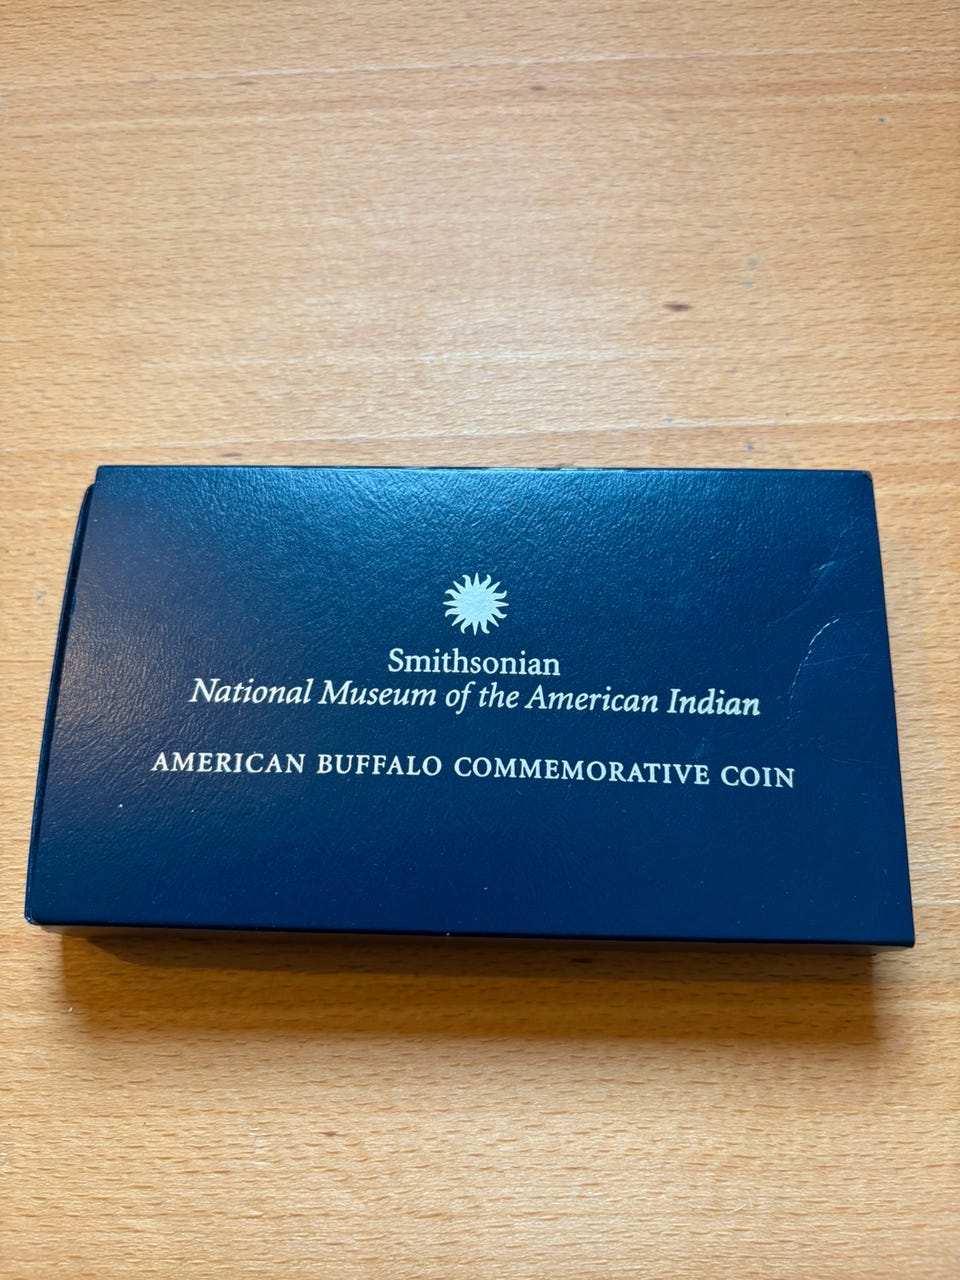 Smithsonian
National Museum of the American Indian
AMERICAN BUFFALO COMMEMORATIVE COIN